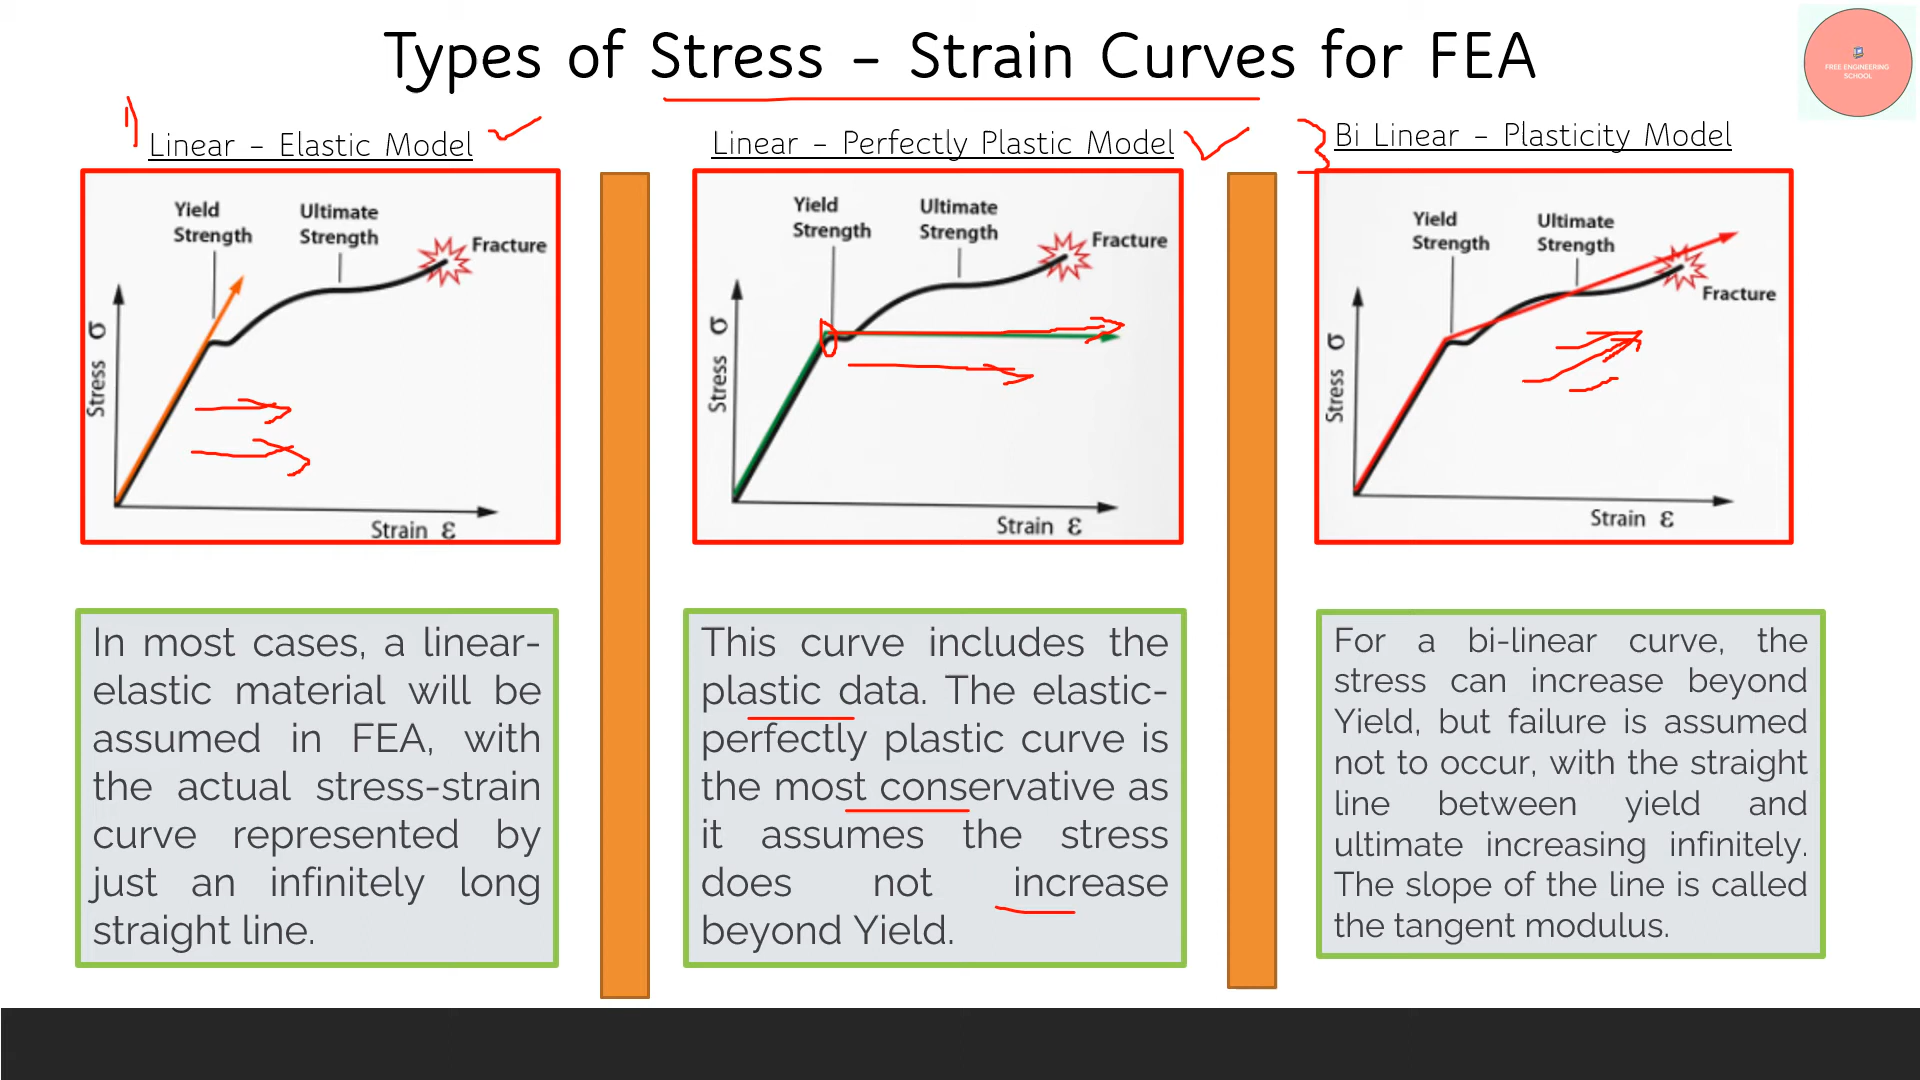 Types of Stress – Strain Curves for FEA
FREE ENGINEERING
SCHOOL
1)
Linear – Elastic Model
Yield
Strength
Ultimate
Strength
Fracture
Stress σ
Strain ε
In most cases, a linear-
elastic material will be
assumed in FEA, with
the actual stress-strain
curve represented by
just an infinitely long
straight line.
Linear – Perfectly Plastic Model
Yield
Strength
Ultimate
Strength
Fracture
Stress σ
Strain ε
This curve includes the
plastic data. The elastic-
perfectly plastic curve is
the most conservative as
it assumes the stress
does not increase
beyond Yield.
3
Bi Linear – Plasticity Model
Yield
Strength
Ultimate
Strength
Fracture
Stress σ
Strain ε
For a bi-linear curve, the
stress can increase beyond
Yield, but failure is assumed
not to occur, with the straight
line between yield and
ultimate increasing infinitely.
The slope of the line is called
the tangent modulus.